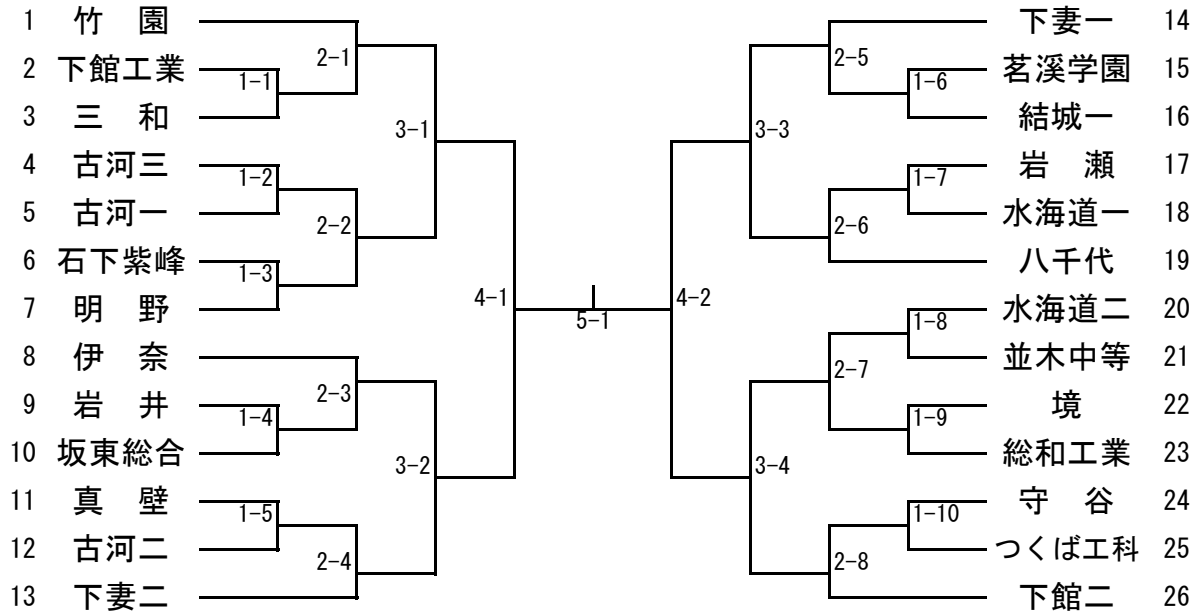 1 竹　園
2 下館工業
3 三　和
4 古河三
5 古河一
6 石下紫峰
7 明　野
8 伊　奈
9 岩　井
10 坂東総合
11 真　壁
12 古河二
13 下妻二
1-1
1-2
1-3
1-4
1-5
2-1
2-2
2-3
2-4
3-1
3-2
4-1
5-1
4-2
3-3
3-4
2-5
2-6
2-7
2-8
1-6
1-7
1-8
1-9
1-10
下妻一 14
茗溪学園 15
結城一 16
岩　瀬 17
水海道一 18
八千代 19
水海道二 20
並木中等 21
境 22
総和工業 23
守　谷 24
つくば工科 25
下館二 26